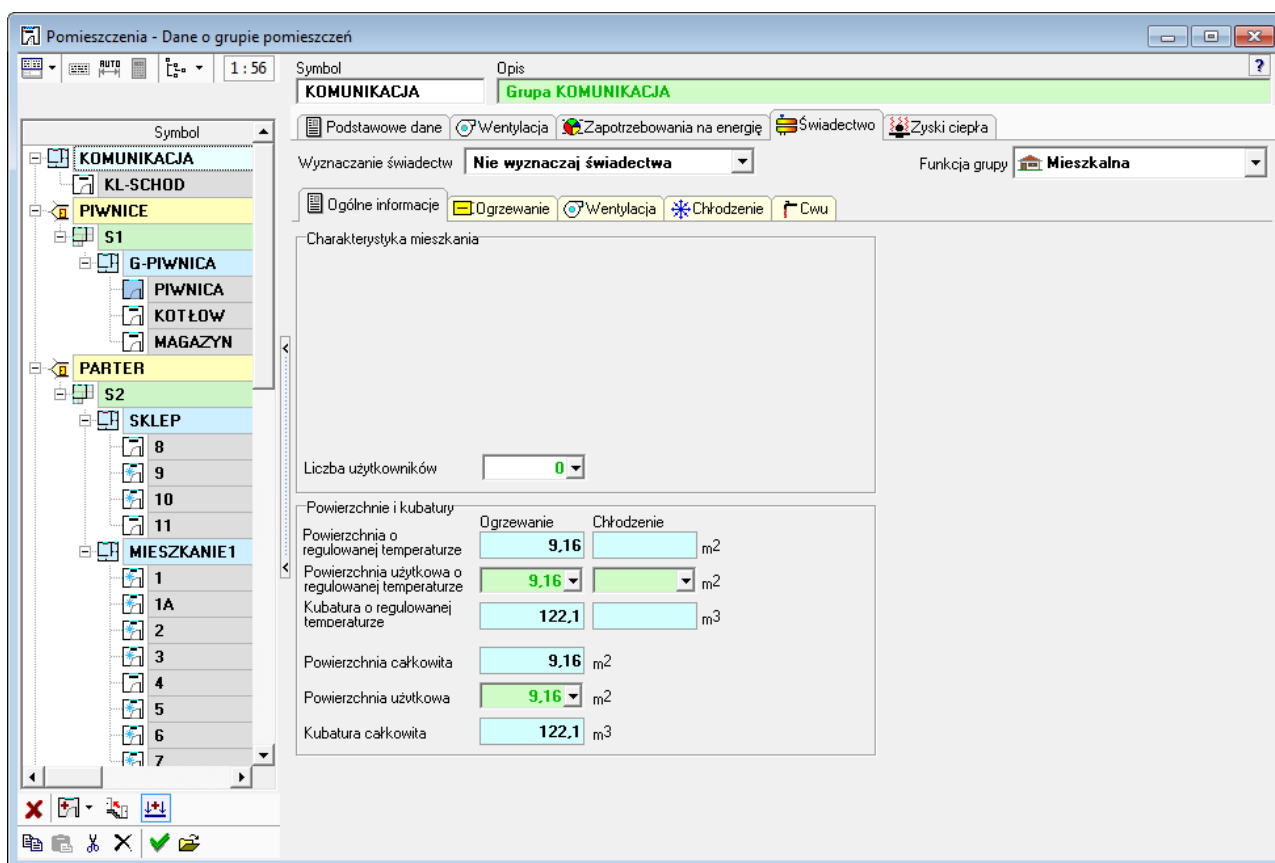 Pomieszczenia - Dane o grupie pomieszczeń
AUTO
1 : 56
Symbol
Opis
?
KOMUNIKACJA
Grupa KOMUNIKACJA
Podstawowe dane
Wentylacja
Zapotrzebowania na energię
Świadectwo
Zyski ciepła
Wyznaczanie świadectw
Nie wyznaczaj świadectwa
Funkcja grupy
Mieszkalna
Ogólne informacje
Ogrzewanie
Wentylacja
Chłodzenie
Cwu
Symbol
KOMUNIKACJA
KL-SCHOD
PIWNICE
S1
G-PIWNICA
PIWNICA
KOTŁOW
MAGAZYN
PARTER
S2
SKLEP
8
9
10
11
MIESZKANIE1
1
1A
2
3
4
5
6
7
Charakterystyka mieszkania
Liczba użytkowników
0
Powierzchnie i kubatury
Ogrzewanie
Chłodzenie
Powierzchnia o
regulowanej temperaturze
9,16
m2
Powierzchnia użytkowa o
regulowanej temperaturze
9,16
m2
Kubatura o regulowanej
temperaturze
122,1
m3
Powierzchnia całkowita
9,16
m2
Powierzchnia użytkowa
9,16
m2
Kubatura całkowita
122,1
m3